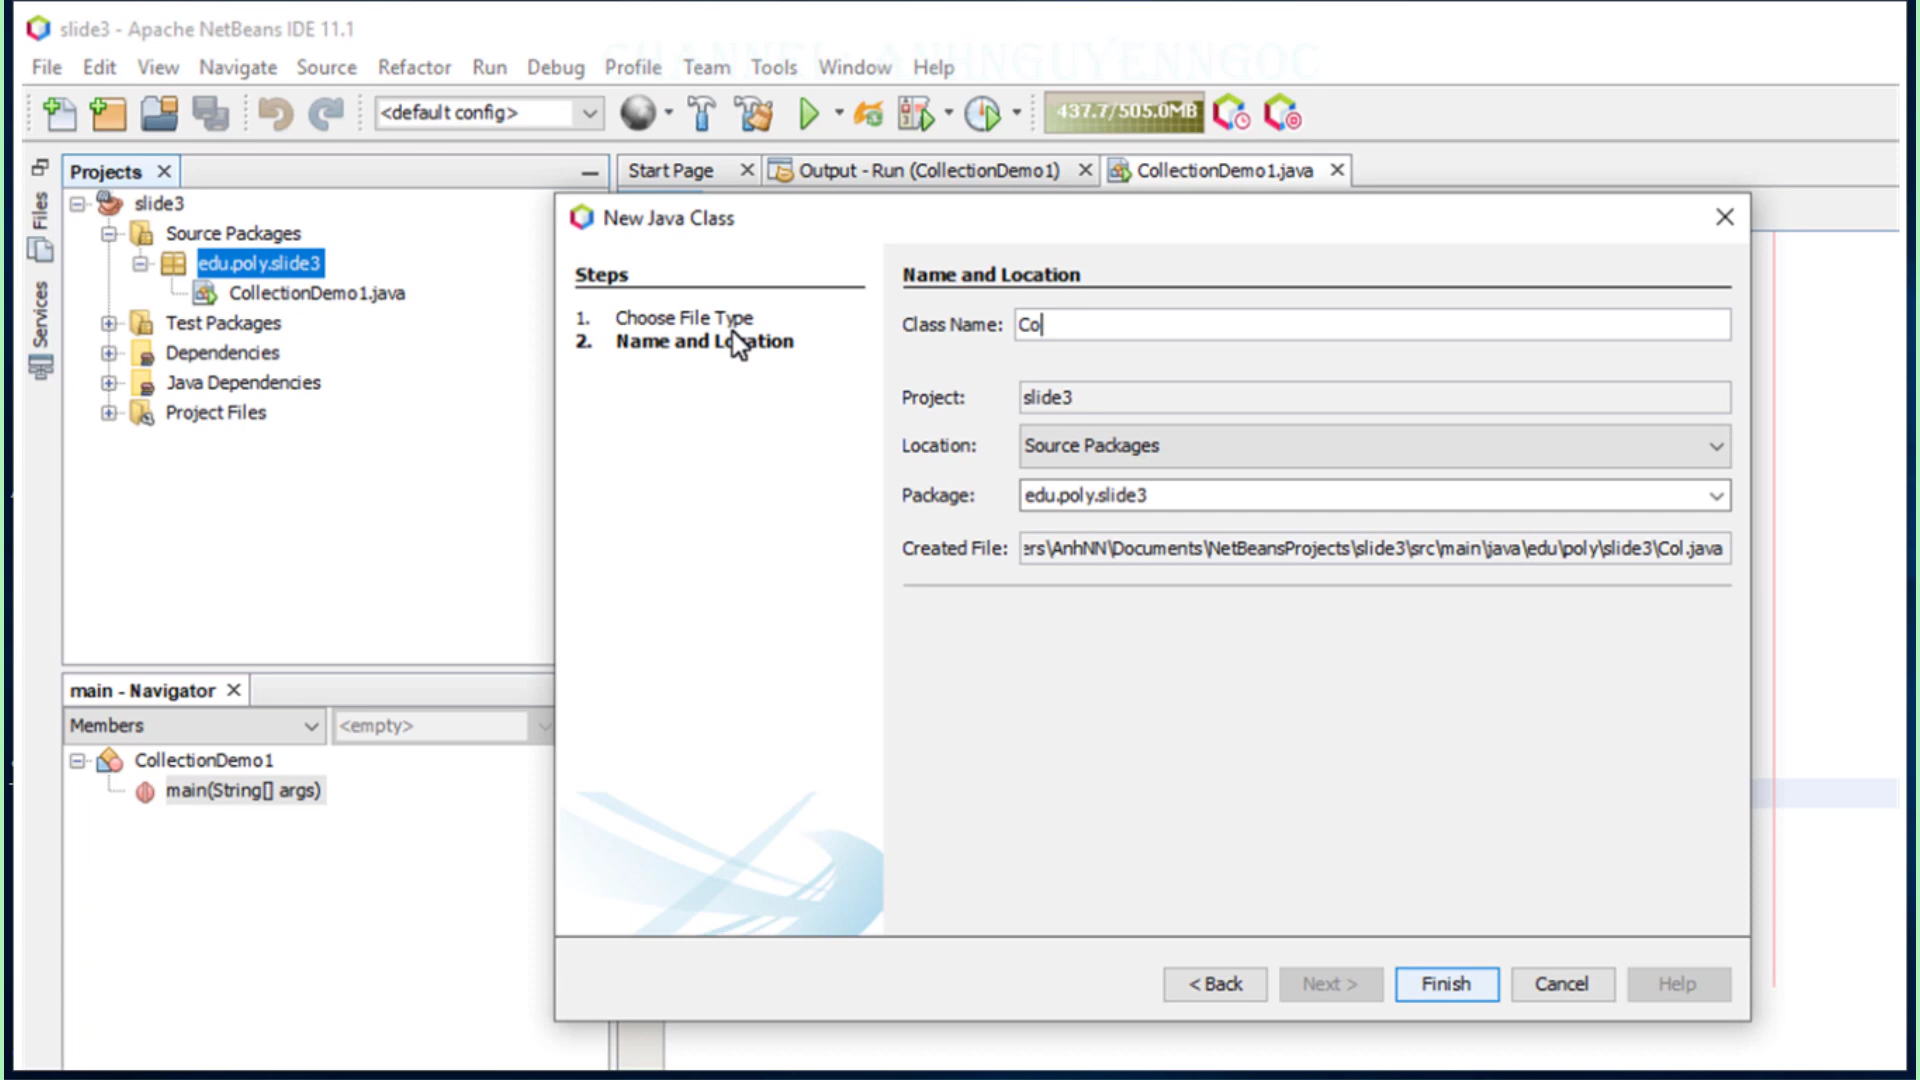 slide3 - Apache NetBeans IDE 11.1
CHANNEL: ANHNGUYENNGOC
File Edit View Navigate Source Refactor Run Debug Profile Team Tools Window Help
<default config>
437.7/505.0MB
Projects
Start Page
Output - Run (CollectionDemo1)
CollectionDemo1.java
Files
Services
slide3
Source Packages
edu.poly.slide3
CollectionDemo1.java
Test Packages
Dependencies
Java Dependencies
Project Files
main - Navigator
Members
<empty>
CollectionDemo1
main(String[] args)
New Java Class
Steps
1. Choose File Type
2. Name and Location
Name and Location
Class Name: Co
Project: slide3
Location: Source Packages
Package: edu.poly.slide3
Created File: ers\AnhNN\Documents\NetBeansProjects\slide3\src\main\java\edu\poly\slide3\Col.java
< Back
Next >
Finish
Cancel
Help